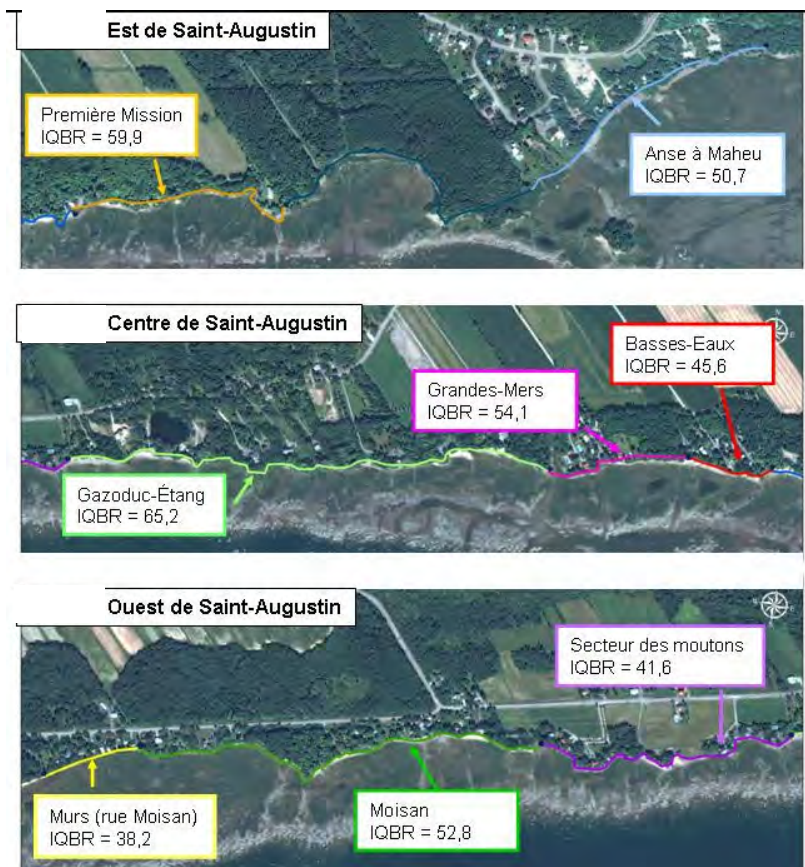 Est de Saint-Augustin
Première Mission
IQBR = 59,9
Anse à Maheu
IQBR = 50,7
Centre de Saint-Augustin
Basses-Eaux
IQBR = 45,6
Grandes-Mers
IQBR = 54,1
Gazoduc-Étang
IQBR = 65,2
Ouest de Saint-Augustin
Secteur des moutons
IQBR = 41,6
Murs (rue Moisan)
IQBR = 38,2
Moisan
IQBR = 52,8